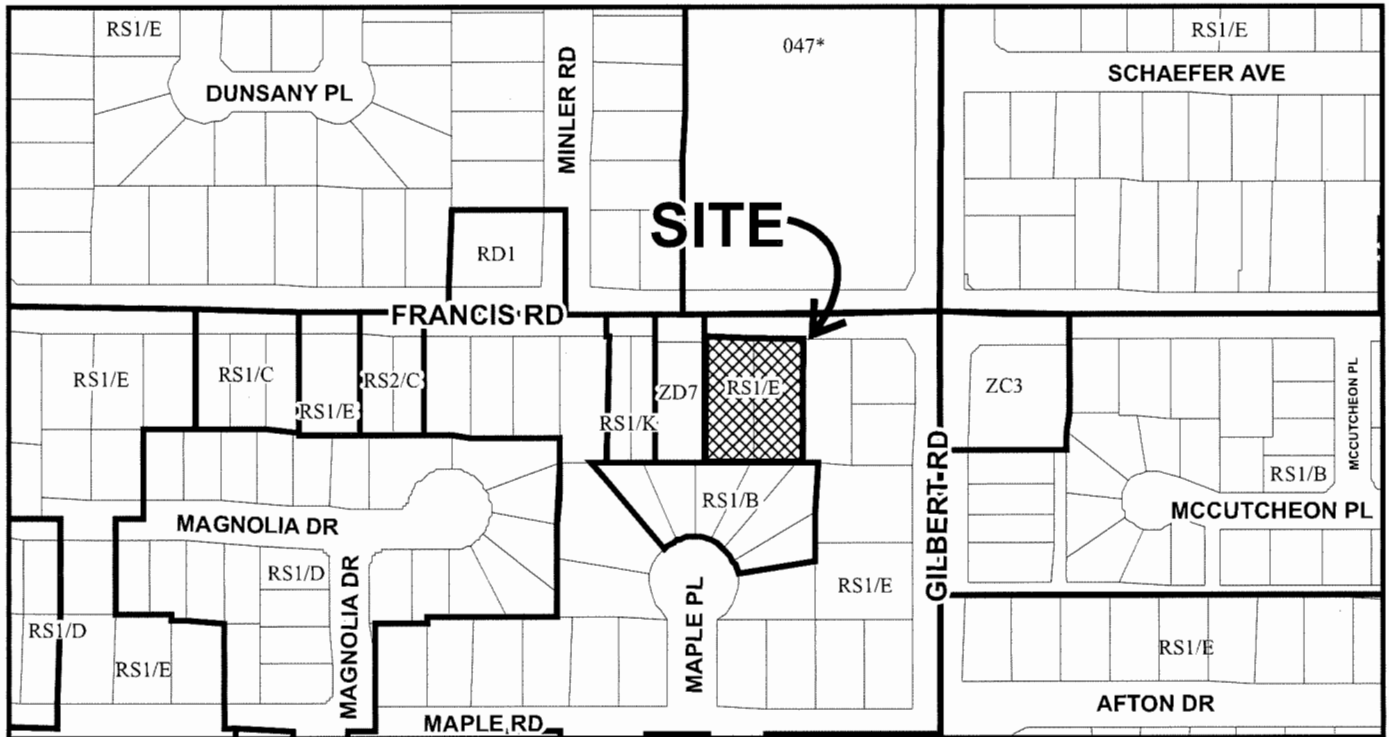 RS1/E
DUNSANY PL
MINLER RD
047*
RS1/E
SCHAEFER AVE
SITE
RD1
FRANCIS RD
RS1/E
RS1/C
RS1/E
RS2/C
RS1/K
ZD7
RS1/E
ZC3
MCCUTCHEON PL
RS1/B
RS1/B
MCCUTCHEON PL
MAGNOLIA DR
GILBERT RD
RS1/D
MAGNOLIA DR
MAPLE PL
RS1/E
RS1/D
RS1/E
RS1/E
AFTON DR
MAPLE RD